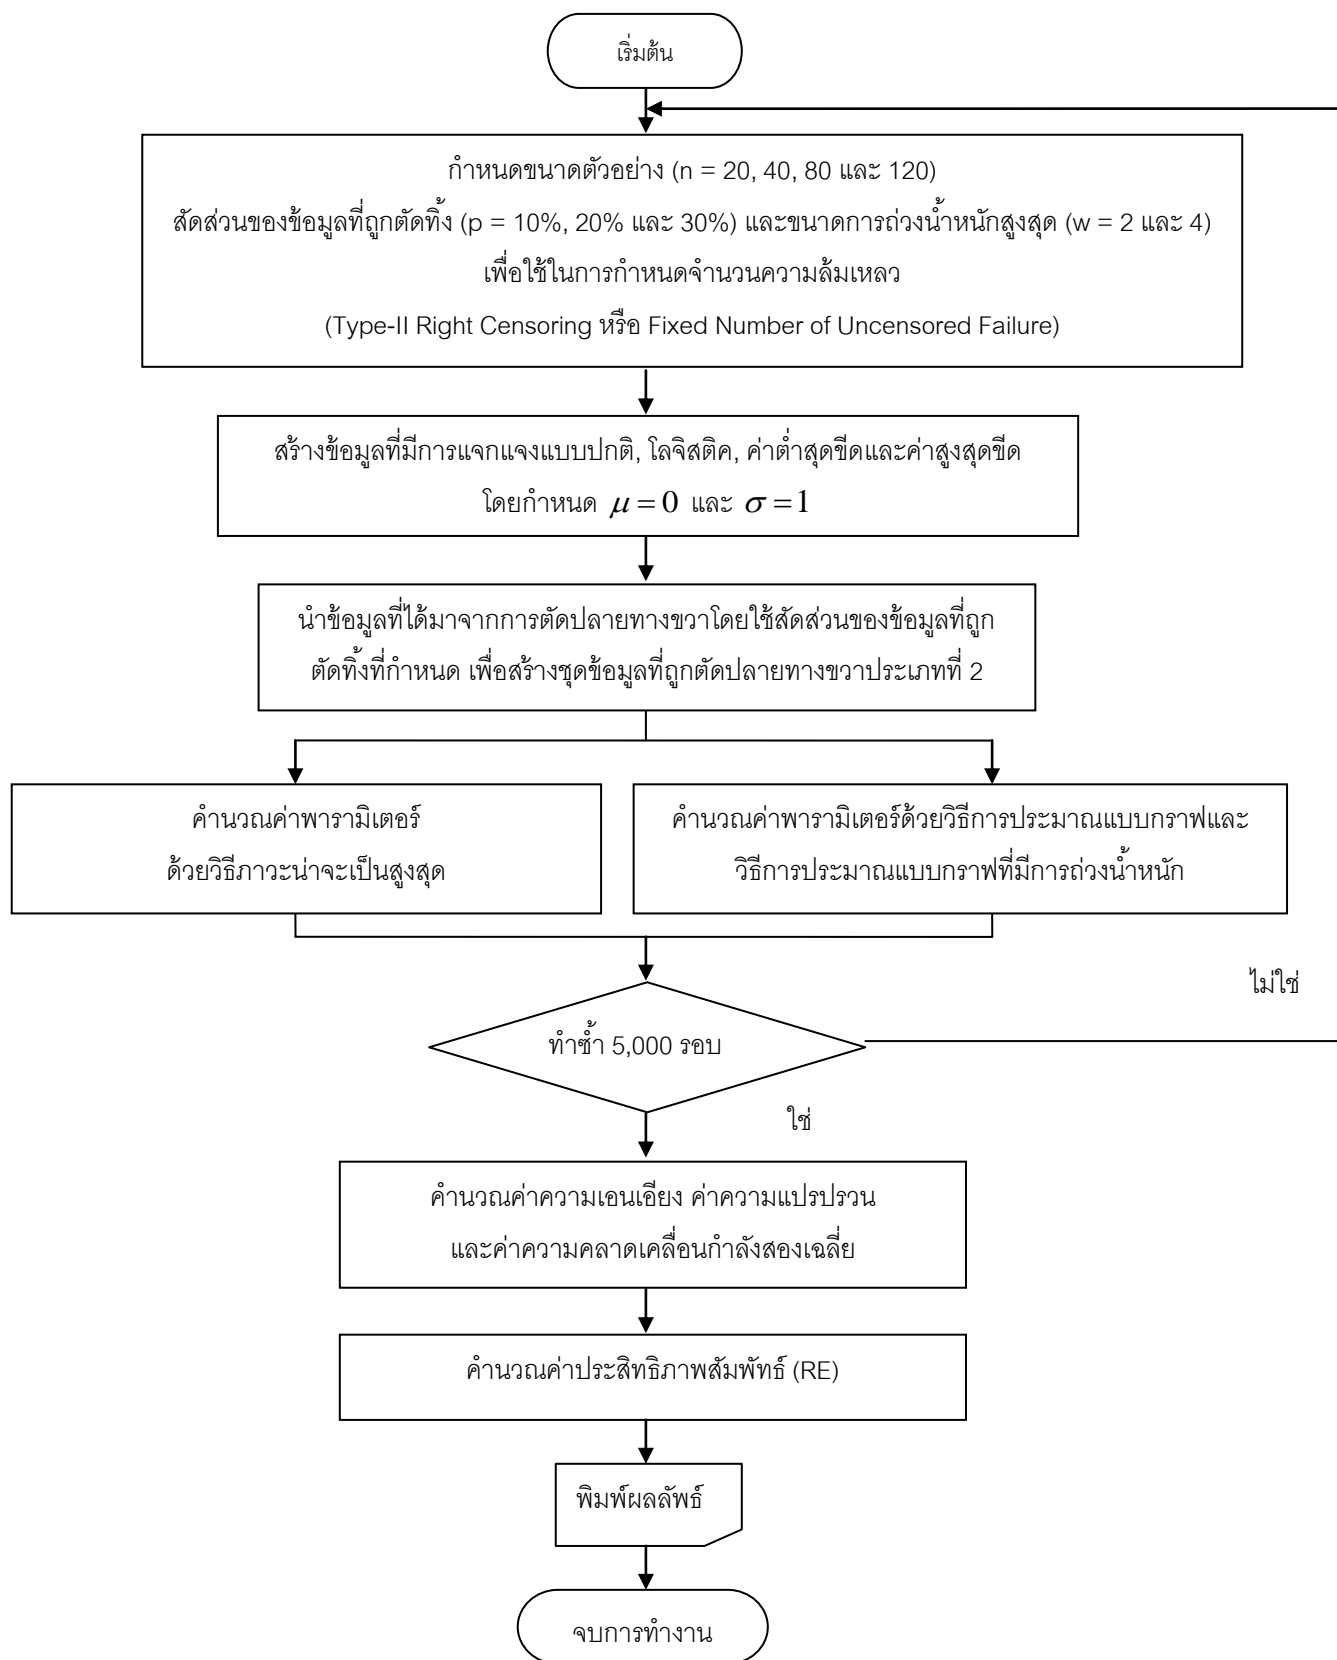 เริ่มต้น
กำหนดขนาดตัวอย่าง (n = 20, 40, 80 และ 120)
สัดส่วนของข้อมูลที่ถูกตัดทิ้ง (p = 10%, 20% และ 30%) และขนาดการถ่วงน้ำหนักสูงสุด (w = 2 และ 4)
เพื่อใช้ในการกำหนดจำนวนความล้มเหลว
(Type-II Right Censoring หรือ Fixed Number of Uncensored Failure)
สร้างข้อมูลที่มีการแจกแจงแบบปกติ, โลจิสติค, ค่าต่ำสุดขีดและค่าสูงสุดขีด
โดยกำหนด μ = 0 และ σ = 1
นำข้อมูลที่ได้มาจากการตัดปลายทางขวาโดยใช้สัดส่วนของข้อมูลที่ถูก
ตัดทิ้งที่กำหนด เพื่อสร้างชุดข้อมูลที่ถูกตัดปลายทางขวาประเภทที่ 2
คำนวณค่าพารามิเตอร์
ด้วยวิธีภาวะน่าจะเป็นสูงสุด
คำนวณค่าพารามิเตอร์ด้วยวิธีการประมาณแบบกราฟและ
วิธีการประมาณแบบกราฟที่มีการถ่วงน้ำหนัก
ไม่ใช่
ทำซ้ำ 5,000 รอบ
ใช่
คำนวณค่าความเอนเอียง ค่าความแปรปรวน
และค่าความคลาดเคลื่อนกำลังสองเฉลี่ย
คำนวณค่าประสิทธิภาพสัมพัทธ์ (RE)
พิมพ์ผลลัพธ์
จบการทำงาน